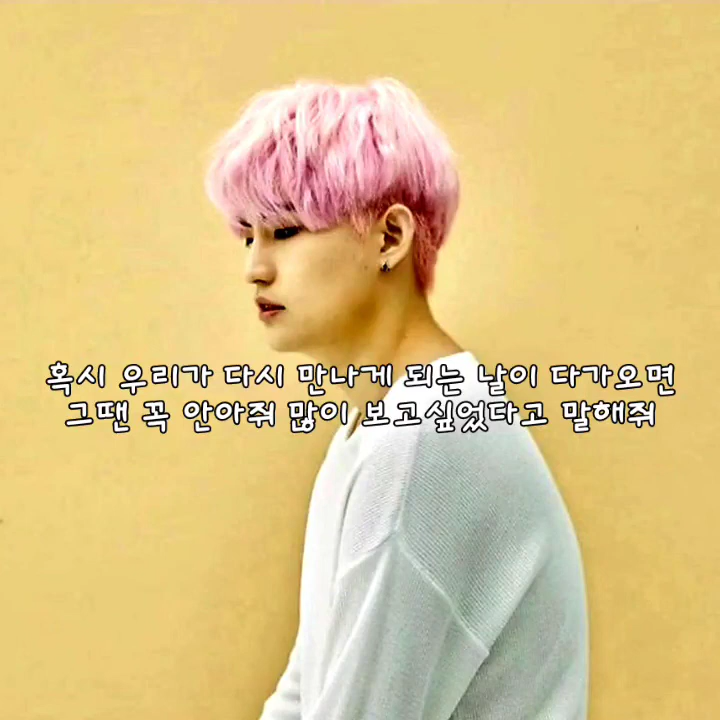 혹시 우리가 다시 만나게 되는 날이 다가오면
그땐 꼭 안아줘 많이 보고싶었다고 말해줘